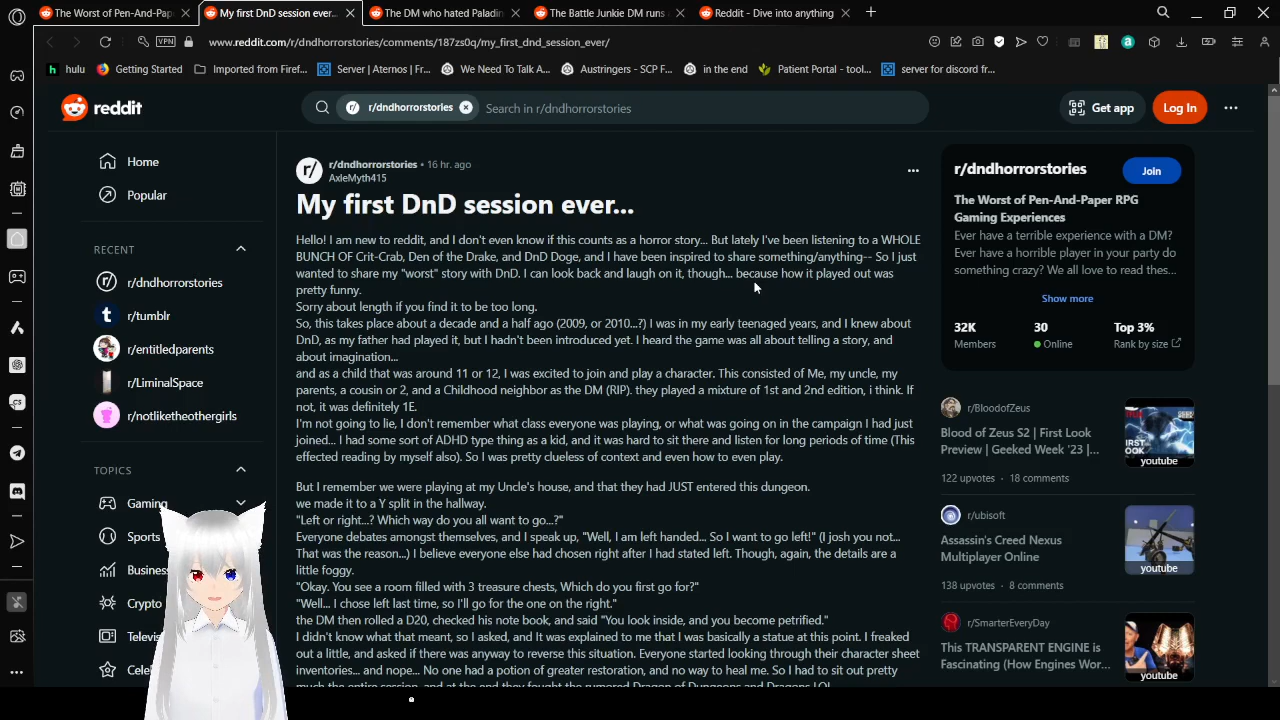 The Worst of Pen-And-Pape
My first DnD session ever...
The DM who hated Paladin
The Battle Junkie DM runs
Reddit - Dive into anything
VPN
www.reddit.com/r/dndhorrorstories/comments/187zs0q/my_first_dnd_session_ever/
hulu
Getting Started
Imported from Firef...
Server | Aternos | Fr...
We Need To Talk A...
Austringers - SCP F...
in the end
Patient Portal - tool...
server for discord fr...
reddit
r/dndhorrorstories
Search in r/dndhorrorstories
Get app
Log In
Home
Popular
RECENT
r/dndhorrorstories
r/tumblr
r/entitledparents
r/LiminalSpace
r/notliketheothergirls
TOPICS
Gaming
Sports
Busines
Crypto
Televi
Cele
r/dndhorrorstories • 16 hr. ago
AxleMyth415
My first DnD session ever...
Hello! I am new to reddit, and I don't even know if this counts as a horror story... But lately I've been listening to a WHOLE
BUNCH OF Crit-Crab, Den of the Drake, and DnD Doge, and I have been inspired to share something/anything-- So I just
wanted to share my "worst" story with DnD. I can look back and laugh on it, though... because how it played out was
pretty funny.
Sorry about length if you find it to be too long.
So, this takes place about a decade and a half ago (2009, or 2010...?) I was in my early teenaged years, and I knew about
DnD, as my father had played it, but I hadn't been introduced yet. I heard the game was all about telling a story, and
about imagination...
and as a child that was around 11 or 12, I was excited to join and play a character. This consisted of Me, my uncle, my
parents, a cousin or 2, and a Childhood neighbor as the DM (RIP). they played a mixture of 1st and 2nd edition, i think. If
not, it was definitely 1E.
I'm not going to lie, I don't remember what class everyone was playing, or what was going on in the campaign I had just
joined... I had some sort of ADHD type thing as a kid, and it was hard to sit there and listen for long periods of time (This
effected reading by myself also). So I was pretty clueless of context and even how to even play.
But I remember we were playing at my Uncle's house, and that they had JUST entered this dungeon.
we made it to a Y split in the hallway.
"Left or right...? Which way do you all want to go...?"
Everyone debates amongst themselves, and I speak up, "Well, I am left handed... So I want to go left!" (I josh you not...
That was the reason...) I believe everyone else had chosen right after I had stated left. Though, again, the details are a
little foggy.
"Okay. You see a room filled with 3 treasure chests, Which do you first go for?"
"Well... I chose left last time, so I'll go for the one on the right."
the DM then rolled a D20, checked his note book, and said "You look inside, and you become petrified."
I didn't know what that meant, so I asked, and It was explained to me that I was basically a statue at this point. I freaked
out a little, and asked if there was anyway to reverse this situation. Everyone started looking through their character sheet
inventories... and nope... No one had a potion of greater restoration, and no way to heal me. So I had to sit out pretty
much the entire session, and at the end they fought the rumored Dragon of Dungeons and Dragons LOL
r/dndhorrorstories
Join
The Worst of Pen-And-Paper RPG
Gaming Experiences
Ever have a terrible experience with a DM?
Ever have a horrible player in your party do
something crazy? We all love to read thes...
Show more
32K
Members
30
Online
Top 3%
Rank by size
r/BloodofZeus
Blood of Zeus S2 | First Look
Preview | Geeked Week '23 |...
youtube
122 upvotes • 18 comments
r/ubisoft
Assassin's Creed Nexus
Multiplayer Online
youtube
138 upvotes • 8 comments
r/SmarterEveryDay
This TRANSPARENT ENGINE is
Fascinating (How Engines Wor...
youtube